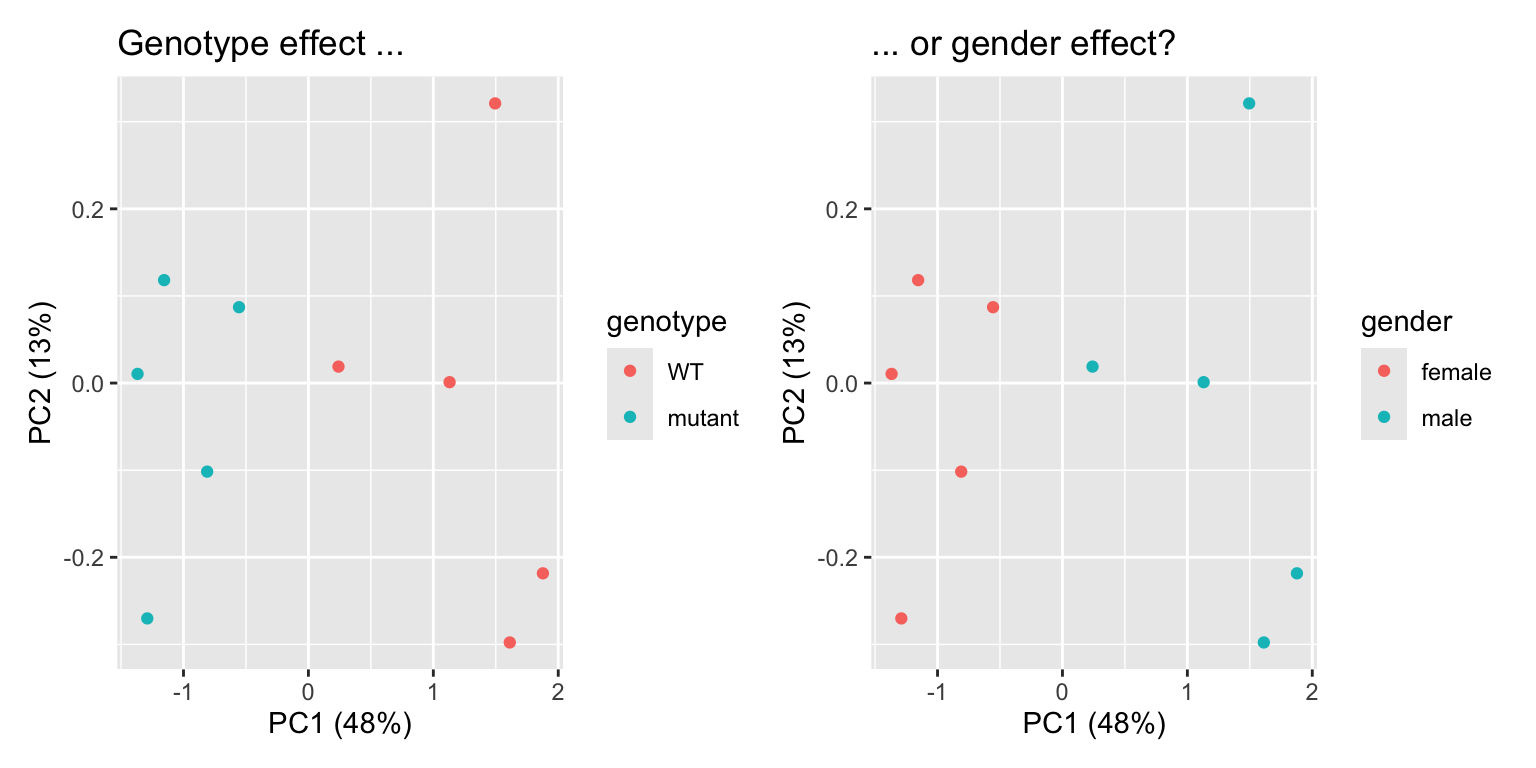 Genotype effect ...
0.2
0.0
-0.2
PC2 (13%)
-1
0
1
2
PC1 (48%)
genotype
WT
mutant
... or gender effect?
0.2
0.0
-0.2
PC2 (13%)
-1
0
1
2
PC1 (48%)
gender
female
male